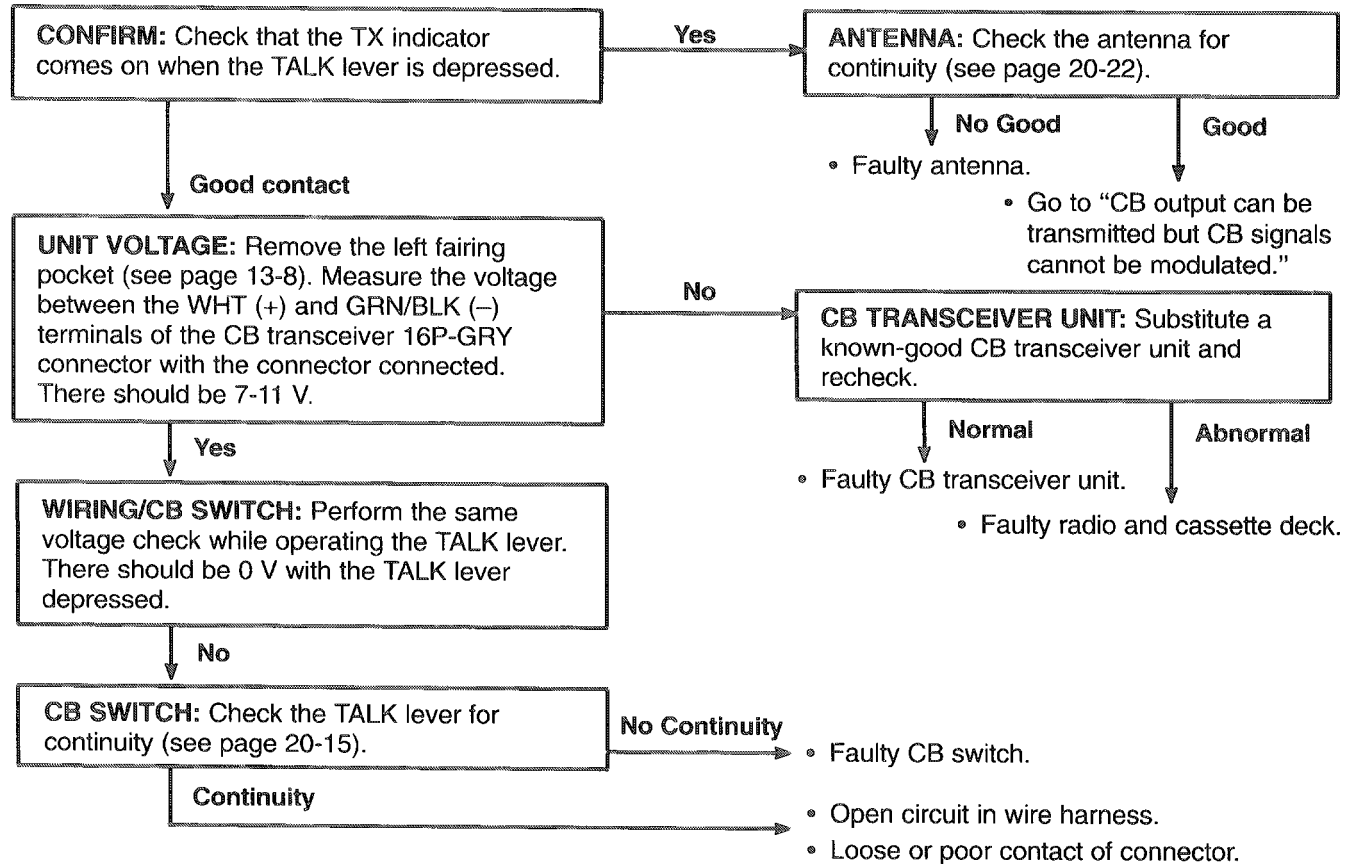 CONFIRM: Check that the TX indicator
comes on when the TALK lever is depressed.
Yes
ANTENNA: Check the antenna for
continuity (see page 20-22).
No Good
Good
• Faulty antenna.
• Go to “CB output can be
transmitted but CB signals
cannot be modulated.”
Good contact
UNIT VOLTAGE: Remove the left fairing
pocket (see page 13-8). Measure the voltage
between the WHT (+) and GRN/BLK (–)
terminals of the CB transceiver 16P-GRY
connector with the connector connected.
There should be 7-11 V.
No
CB TRANSCEIVER UNIT: Substitute a
known-good CB transceiver unit and
recheck.
Normal
Abnormal
• Faulty CB transceiver unit.
• Faulty radio and cassette deck.
Yes
WIRING/CB SWITCH: Perform the same
voltage check while operating the TALK lever.
There should be 0 V with the TALK lever
depressed.
No
CB SWITCH: Check the TALK lever for
continuity (see page 20-15).
No Continuity
• Faulty CB switch.
Continuity
• Open circuit in wire harness.
• Loose or poor contact of connector.